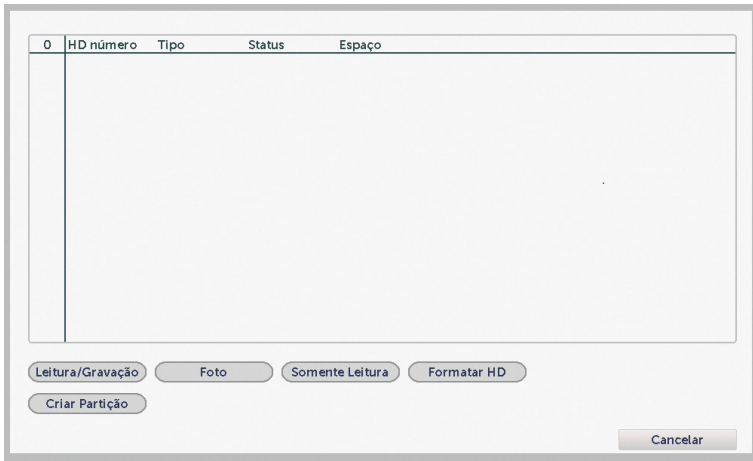 0 HD número Tipo Status Espaço
Leitura/Gravação Foto Somente Leitura Formatar HD
Criar Partição
Cancelar